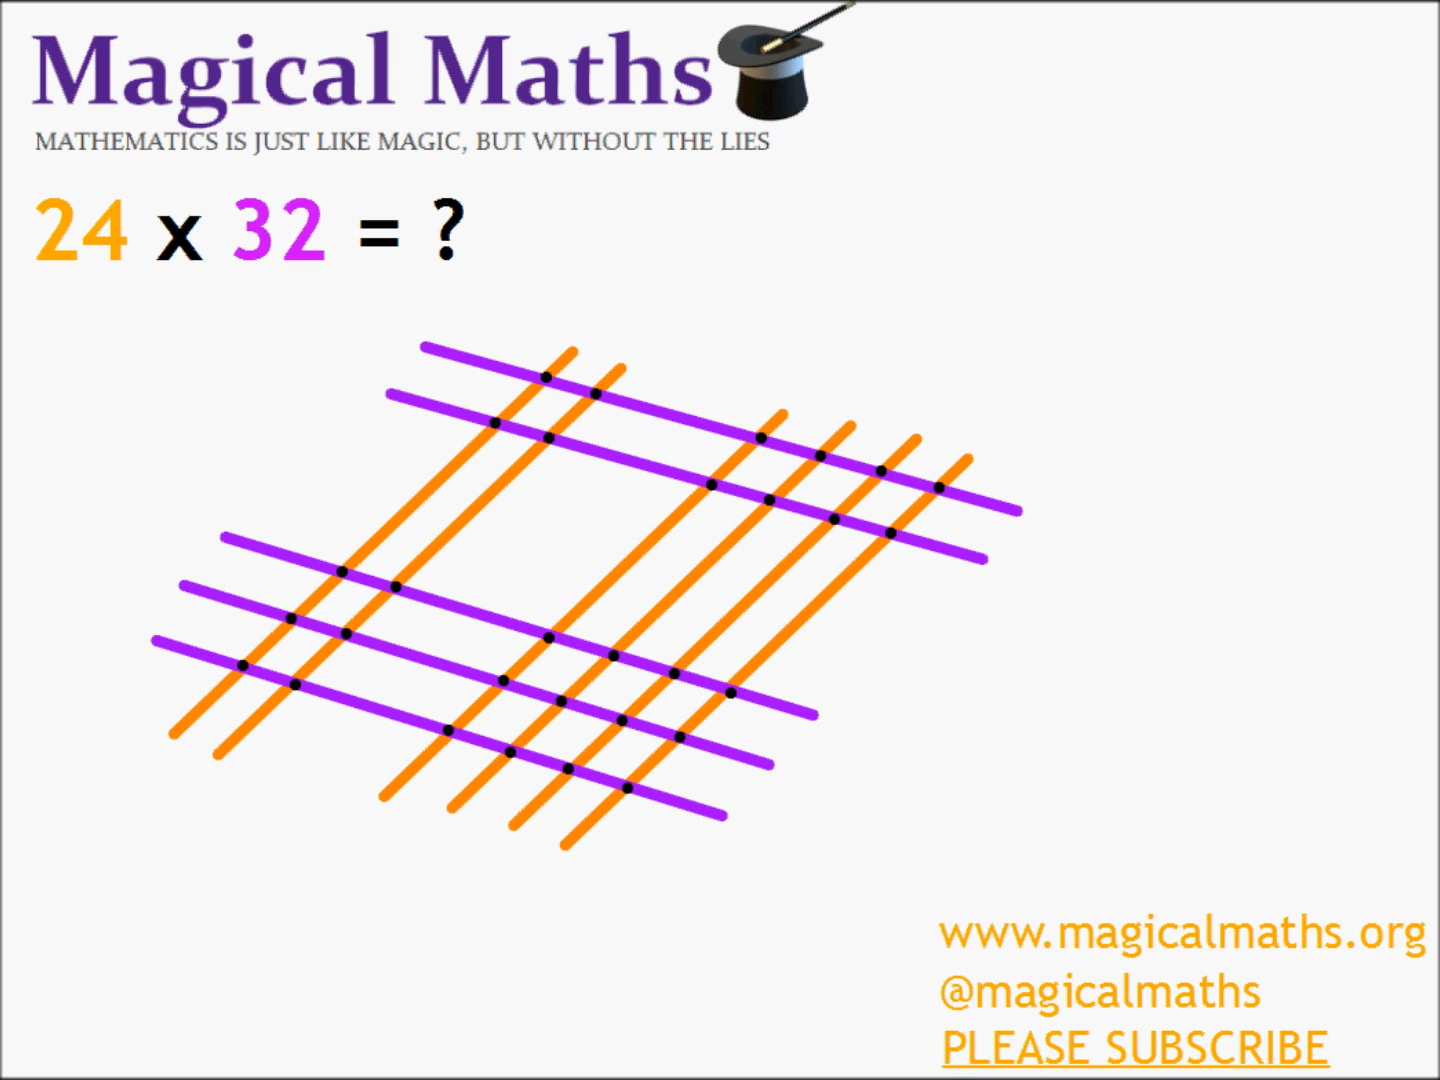 Magical Maths
MATHEMATICS IS JUST LIKE MAGIC, BUT WITHOUT THE LIES
24 x 32 = ?
www.magicalmaths.org
@magicalmaths
PLEASE SUBSCRIBE